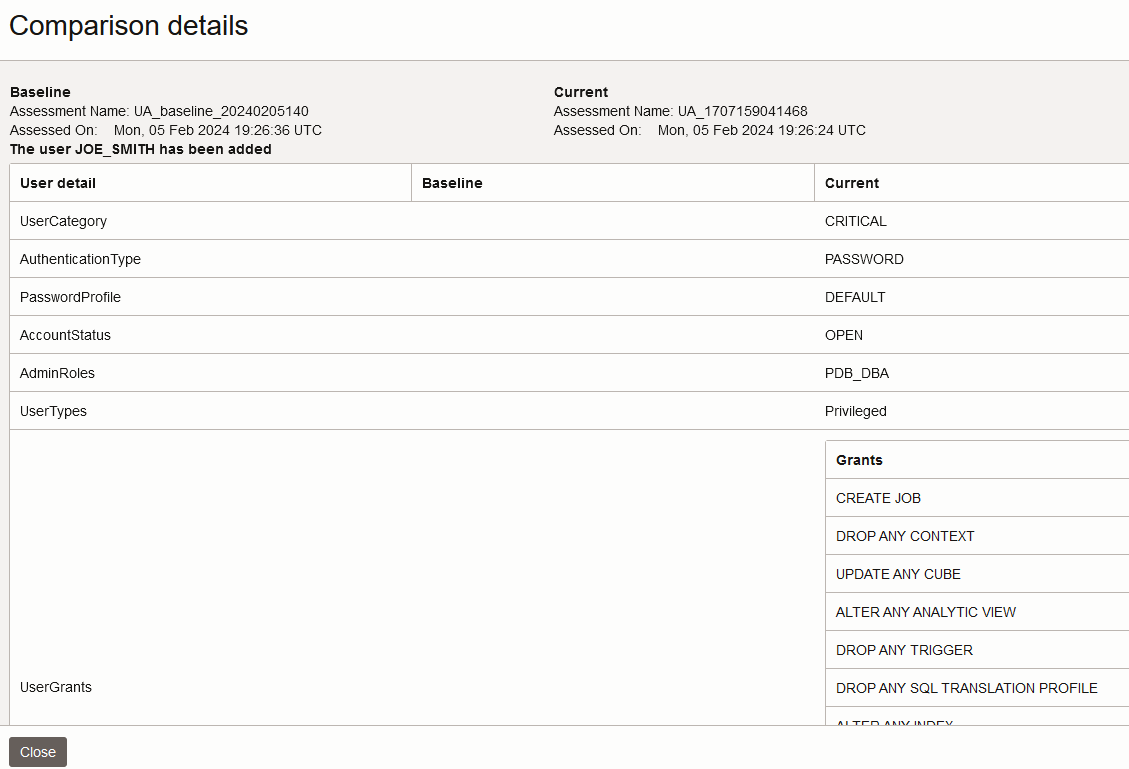 Comparison details
Baseline
Assessment Name: UA_baseline_20240205140
Assessed On: Mon, 05 Feb 2024 19:26:36 UTC
Current
Assessment Name: UA_1707159041468
Assessed On: Mon, 05 Feb 2024 19:26:24 UTC
The user JOE_SMITH has been added
User detail Baseline Current
UserCategory CRITICAL
AuthenticationType PASSWORD
PasswordProfile DEFAULT
AccountStatus OPEN
AdminRoles PDB_DBA
UserTypes Privileged
Grants
CREATE JOB
DROP ANY CONTEXT
UPDATE ANY CUBE
ALTER ANY ANALYTIC VIEW
DROP ANY TRIGGER
UserGrants DROP ANY SQL TRANSLATION PROFILE
ALTER ANY INDEX
Close